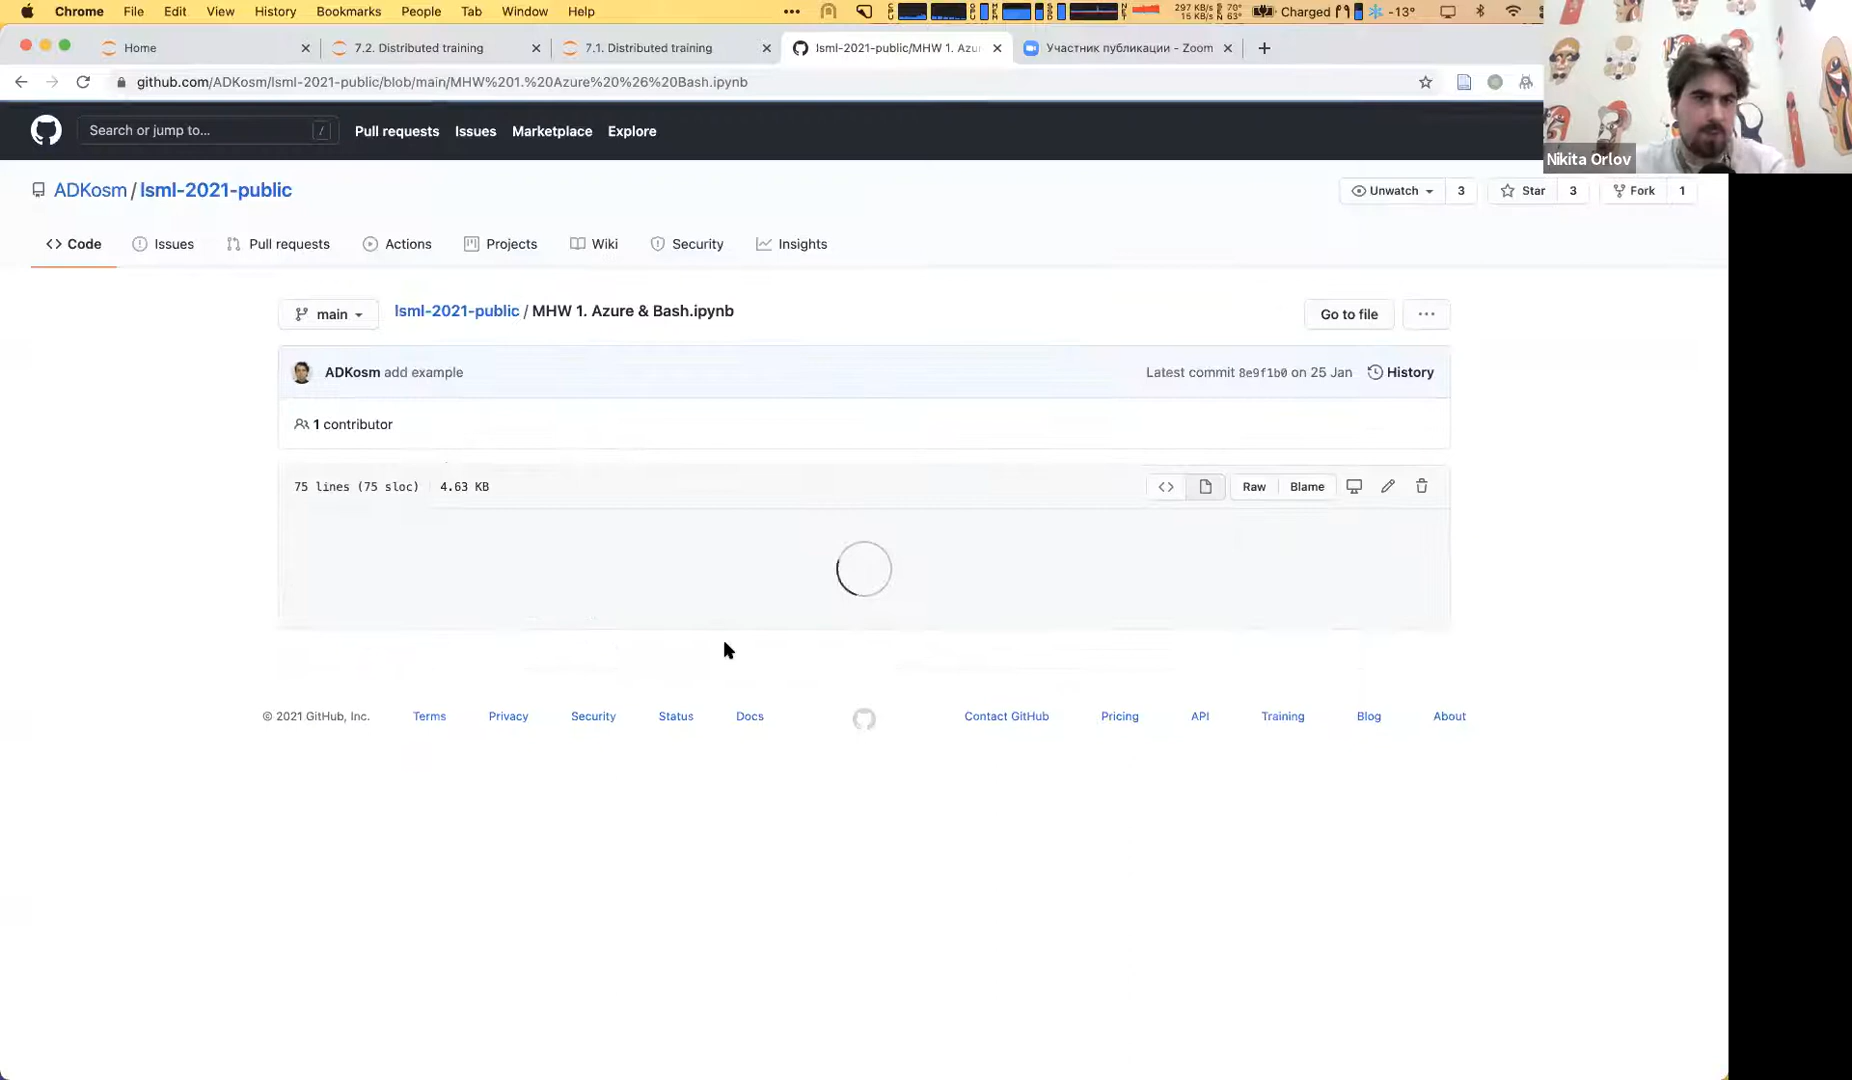 Chrome File Edit View History Bookmarks People Tab Window Help ••• 297 KB/s 15 KB/s 70° 63° Charged -13°
Home 7.2. Distributed training 7.1. Distributed training lsml-2021-public/MHW 1. Azu Участник публикации - Zoom
github.com/ADKosm/lsml-2021-public/blob/main/MHW%201.%20Azure%20%26%20Bash.ipynb
Search or jump to... / Pull requests Issues Marketplace Explore
Nikita Orlov
ADKosm / lsml-2021-public Unwatch 3 Star 3 Fork 1
Code Issues Pull requests Actions Projects Wiki Security Insights
main lsml-2021-public / MHW 1. Azure & Bash.ipynb Go to file ...
ADKosm add example Latest commit 8e9f1b0 on 25 Jan History
1 contributor
75 lines (75 sloc) 4.63 KB <> Raw Blame
© 2021 GitHub, Inc. Terms Privacy Security Status Docs Contact GitHub Pricing API Training Blog About